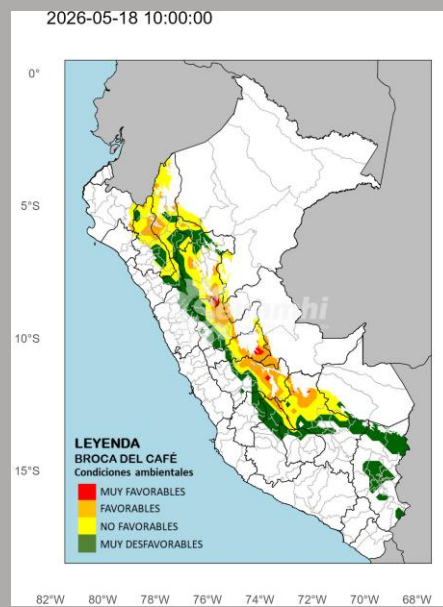 2026-05-18 10:00:00
0°
5°S
10°S
15°S
senamhi
LEYENDA
BROCA DEL CAFÉ
Condiciones ambientales
MUY FAVORABLES
FAVORABLES
NO FAVORABLES
MUY DESFAVORABLES
82°W 80°W 78°W 76°W 74°W 72°W 70°W 68°W